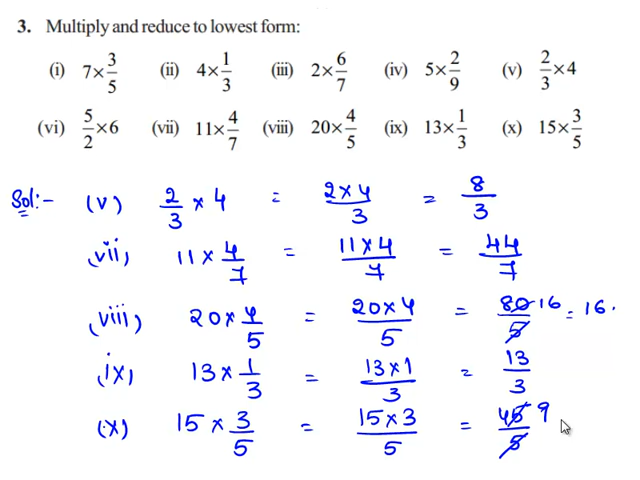 3. Multiply and reduce to lowest form:
(i) 7×3/5 (ii) 4×1/3 (iii) 2×6/7 (iv) 5×2/9 (v) 2/3×4
(vi) 5/2×6 (vii) 11×4/7 (viii) 20×4/5 (ix) 13×1/3 (x) 15×3/5
Sol:- (v) 2/3 × 4 = 2×4/3 = 8/3
(vii) 11 × 4/7 = 11×4/7 = 44/7
(viii) 20×4/5 = 20×4/5 = 80/5 16 = 16.
(ix) 13×1/3 = 13×1/3 = 13/3
(x) 15 × 3/5 = 15×3/5 = 45/5 9